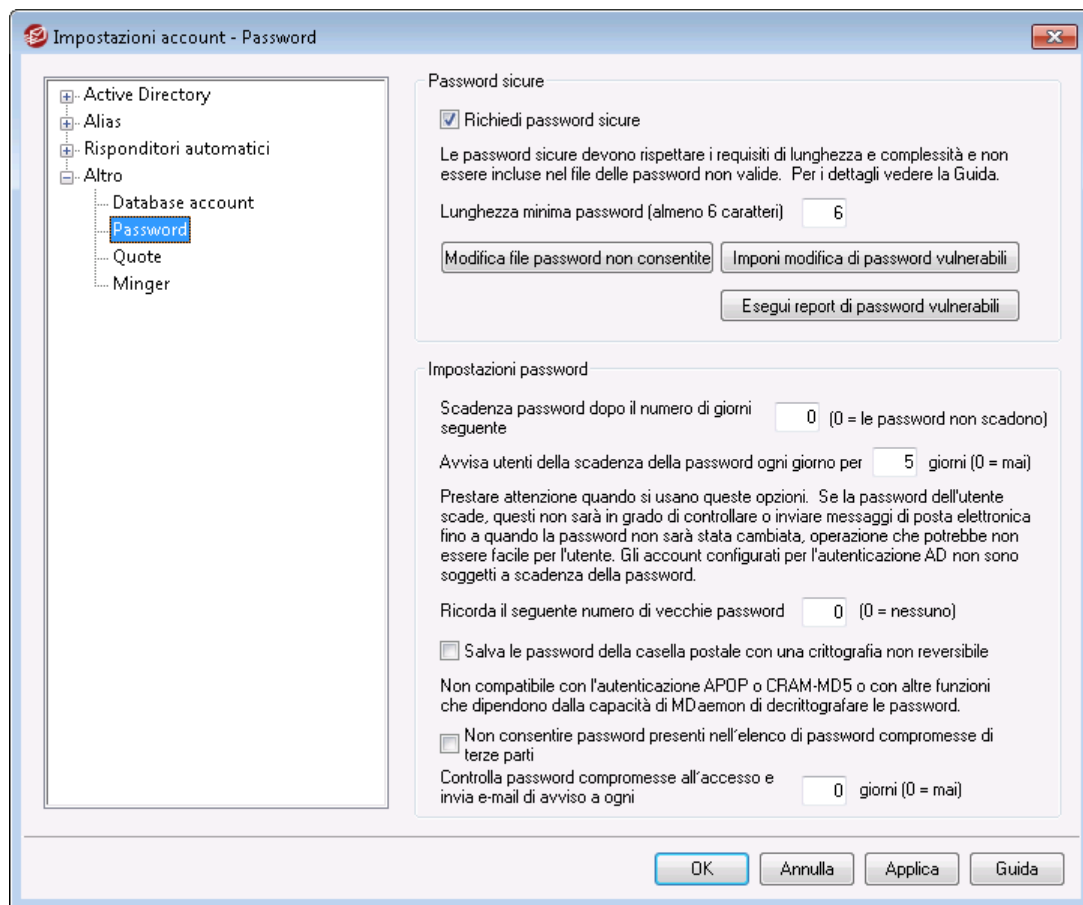 Impostazioni account - Password
Active Directory
Alias
Risponditori automatici
Altro
Database account
Password
Quote
Minger
Password sicure
Richiedi password sicure
Le password sicure devono rispettare i requisiti di lunghezza e complessità e non
essere incluse nel file delle password non valide.  Per i dettagli vedere la Guida.
Lunghezza minima password (almeno 6 caratteri) 6
Modifica file password non consentite Imponi modifica di password vulnerabili
Esegui report di password vulnerabili
Impostazioni password
Scadenza password dopo il numero di giorni
seguente 0 (0 = le password non scadono)
Avvisa utenti della scadenza della password ogni giorno per 5 giorni (0 = mai)
Prestare attenzione quando si usano queste opzioni.  Se la password dell'utente
scade, questi non sarà in grado di controllare o inviare messaggi di posta elettronica
fino a quando la password non sarà stata cambiata, operazione che potrebbe non
essere facile per l'utente. Gli account configurati per l'autenticazione AD non sono
soggetti a scadenza della password.
Ricorda il seguente numero di vecchie password 0 (0 = nessuno)
Salva le password della casella postale con una crittografia non reversibile
Non compatibile con l'autenticazione APOP o CRAM-MD5 o con altre funzioni
che dipendono dalla capacità di MDaemon di decrittografare le password.
Non consentire password presenti nell´elenco di password compromesse di
terze parti
Controlla password compromesse all´accesso e
invia e-mail di avviso a ogni 0 giorni (0 = mai)
OK Annulla Applica Guida